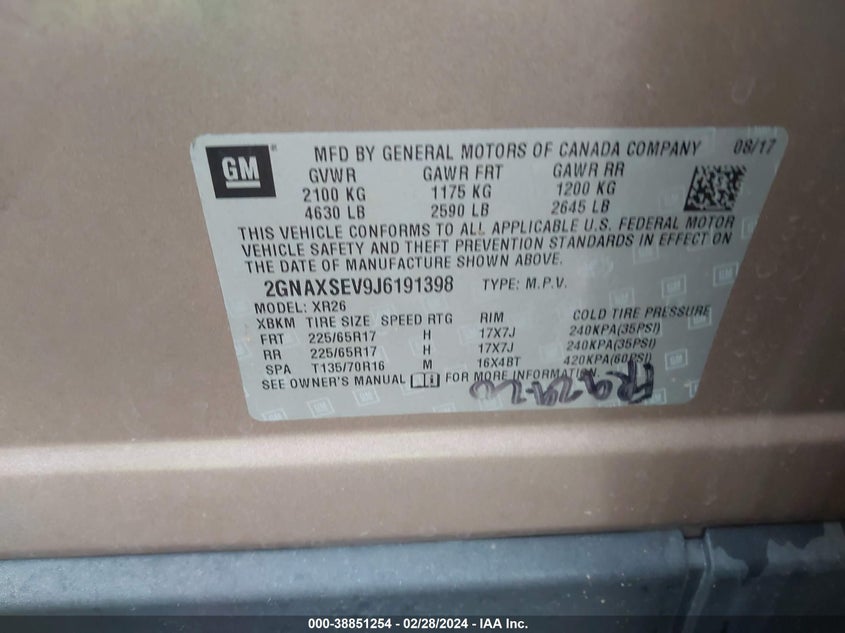 GM
MFD BY GENERAL MOTORS OF CANADA COMPANY 08/17
GVWR GAWR FRT GAWR RR
2100 KG 1175 KG 1200 KG
4630 LB 2590 LB 2645 LB
THIS VEHICLE CONFORMS TO ALL APPLICABLE U.S. FEDERAL MOTOR
VEHICLE SAFETY AND THEFT PREVENTION STANDARDS IN EFFECT ON
THE DATE OF MANUFACTURE SHOWN ABOVE.
2GNAXSEV9J6191398 TYPE: M.P.V.
MODEL: XR26
XBKM TIRE SIZE SPEED RTG RIM COLD TIRE PRESSURE
FRT 225/65R17 H 17X7J 240KPA(35PSI)
RR 225/65R17 H 17X7J 240KPA(35PSI)
SPA T135/70R16 M 16X4BT 420KPA(60PSI)
SEE OWNER'S MANUAL FOR MORE INFORMATION.
000-38851254 - 02/28/2024 - IAA Inc.